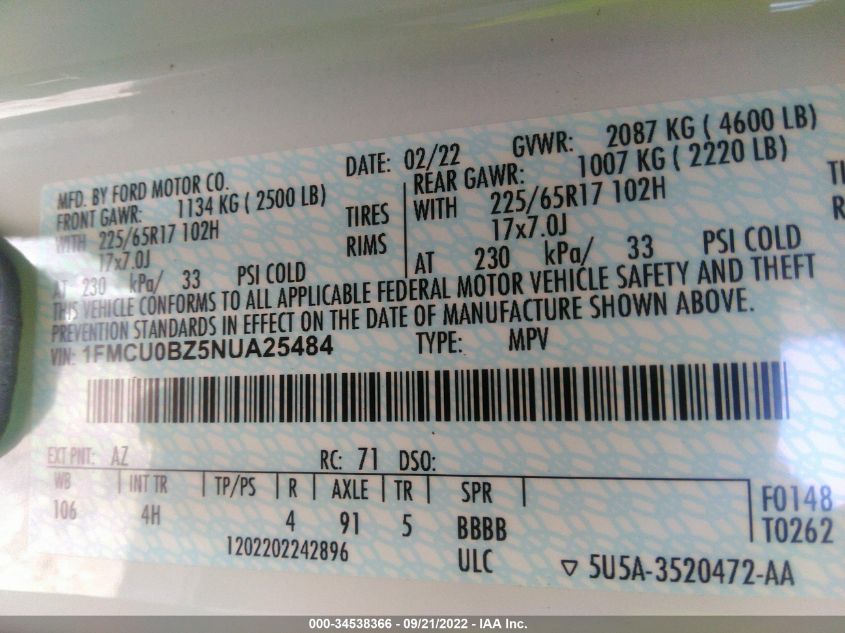 MFD. BY FORD MOTOR CO. DATE: 02/22 GVWR: 2087 KG ( 4600 LB)
FRONT GAWR: 1134 KG ( 2500 LB) REAR GAWR: 1007 KG ( 2220 LB)
WITH 225/65R17 102H TIRES WITH 225/65R17 102H
17x7.0J RIMS 17x7.0J
AT 230 kPa/ 33 PSI COLD AT 230 kPa/ 33 PSI COLD
THIS VEHICLE CONFORMS TO ALL APPLICABLE FEDERAL MOTOR VEHICLE SAFETY AND THEFT
PREVENTION STANDARDS IN EFFECT ON THE DATE OF MANUFACTURE SHOWN ABOVE.
VIN: 1FMCU0BZ5NUA25484 TYPE: MPV
EXT PNT: AZ RC: 71 DSO:
WB INT TR TP/PS R AXLE TR SPR
106 4H 4 91 5 BBBB
F0148
T0262
1202202242896 ULC ▽ 5U5A-3520472-AA
000-34538366 - 09/21/2022 - IAA Inc.